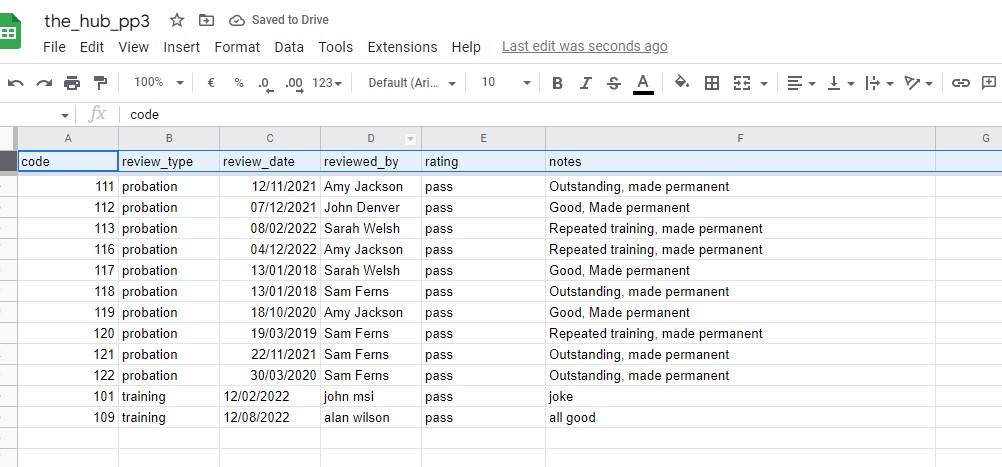 the_hub_pp3 Saved to Drive
File Edit View Insert Format Data Tools Extensions Help Last edit was seconds ago
100% € % .0 .00 123 Default (Ari... 10 B I S A
fx code
A B C D E F G
code review_type review_date reviewed_by rating notes
111 probation 12/11/2021 Amy Jackson pass Outstanding, made permanent
112 probation 07/12/2021 John Denver pass Good, Made permanent
113 probation 08/02/2022 Sarah Welsh pass Repeated training, made permanent
116 probation 04/12/2022 Amy Jackson pass Repeated training, made permanent
117 probation 13/01/2018 Sarah Welsh pass Good, Made permanent
118 probation 13/01/2018 Sam Ferns pass Outstanding, made permanent
119 probation 18/10/2020 Amy Jackson pass Good, Made permanent
120 probation 19/03/2019 Sam Ferns pass Repeated training, made permanent
121 probation 22/11/2021 Sam Ferns pass Outstanding, made permanent
122 probation 30/03/2020 Sam Ferns pass Outstanding, made permanent
101 training 12/02/2022 john msi pass joke
109 training 12/08/2022 alan wilson pass all good